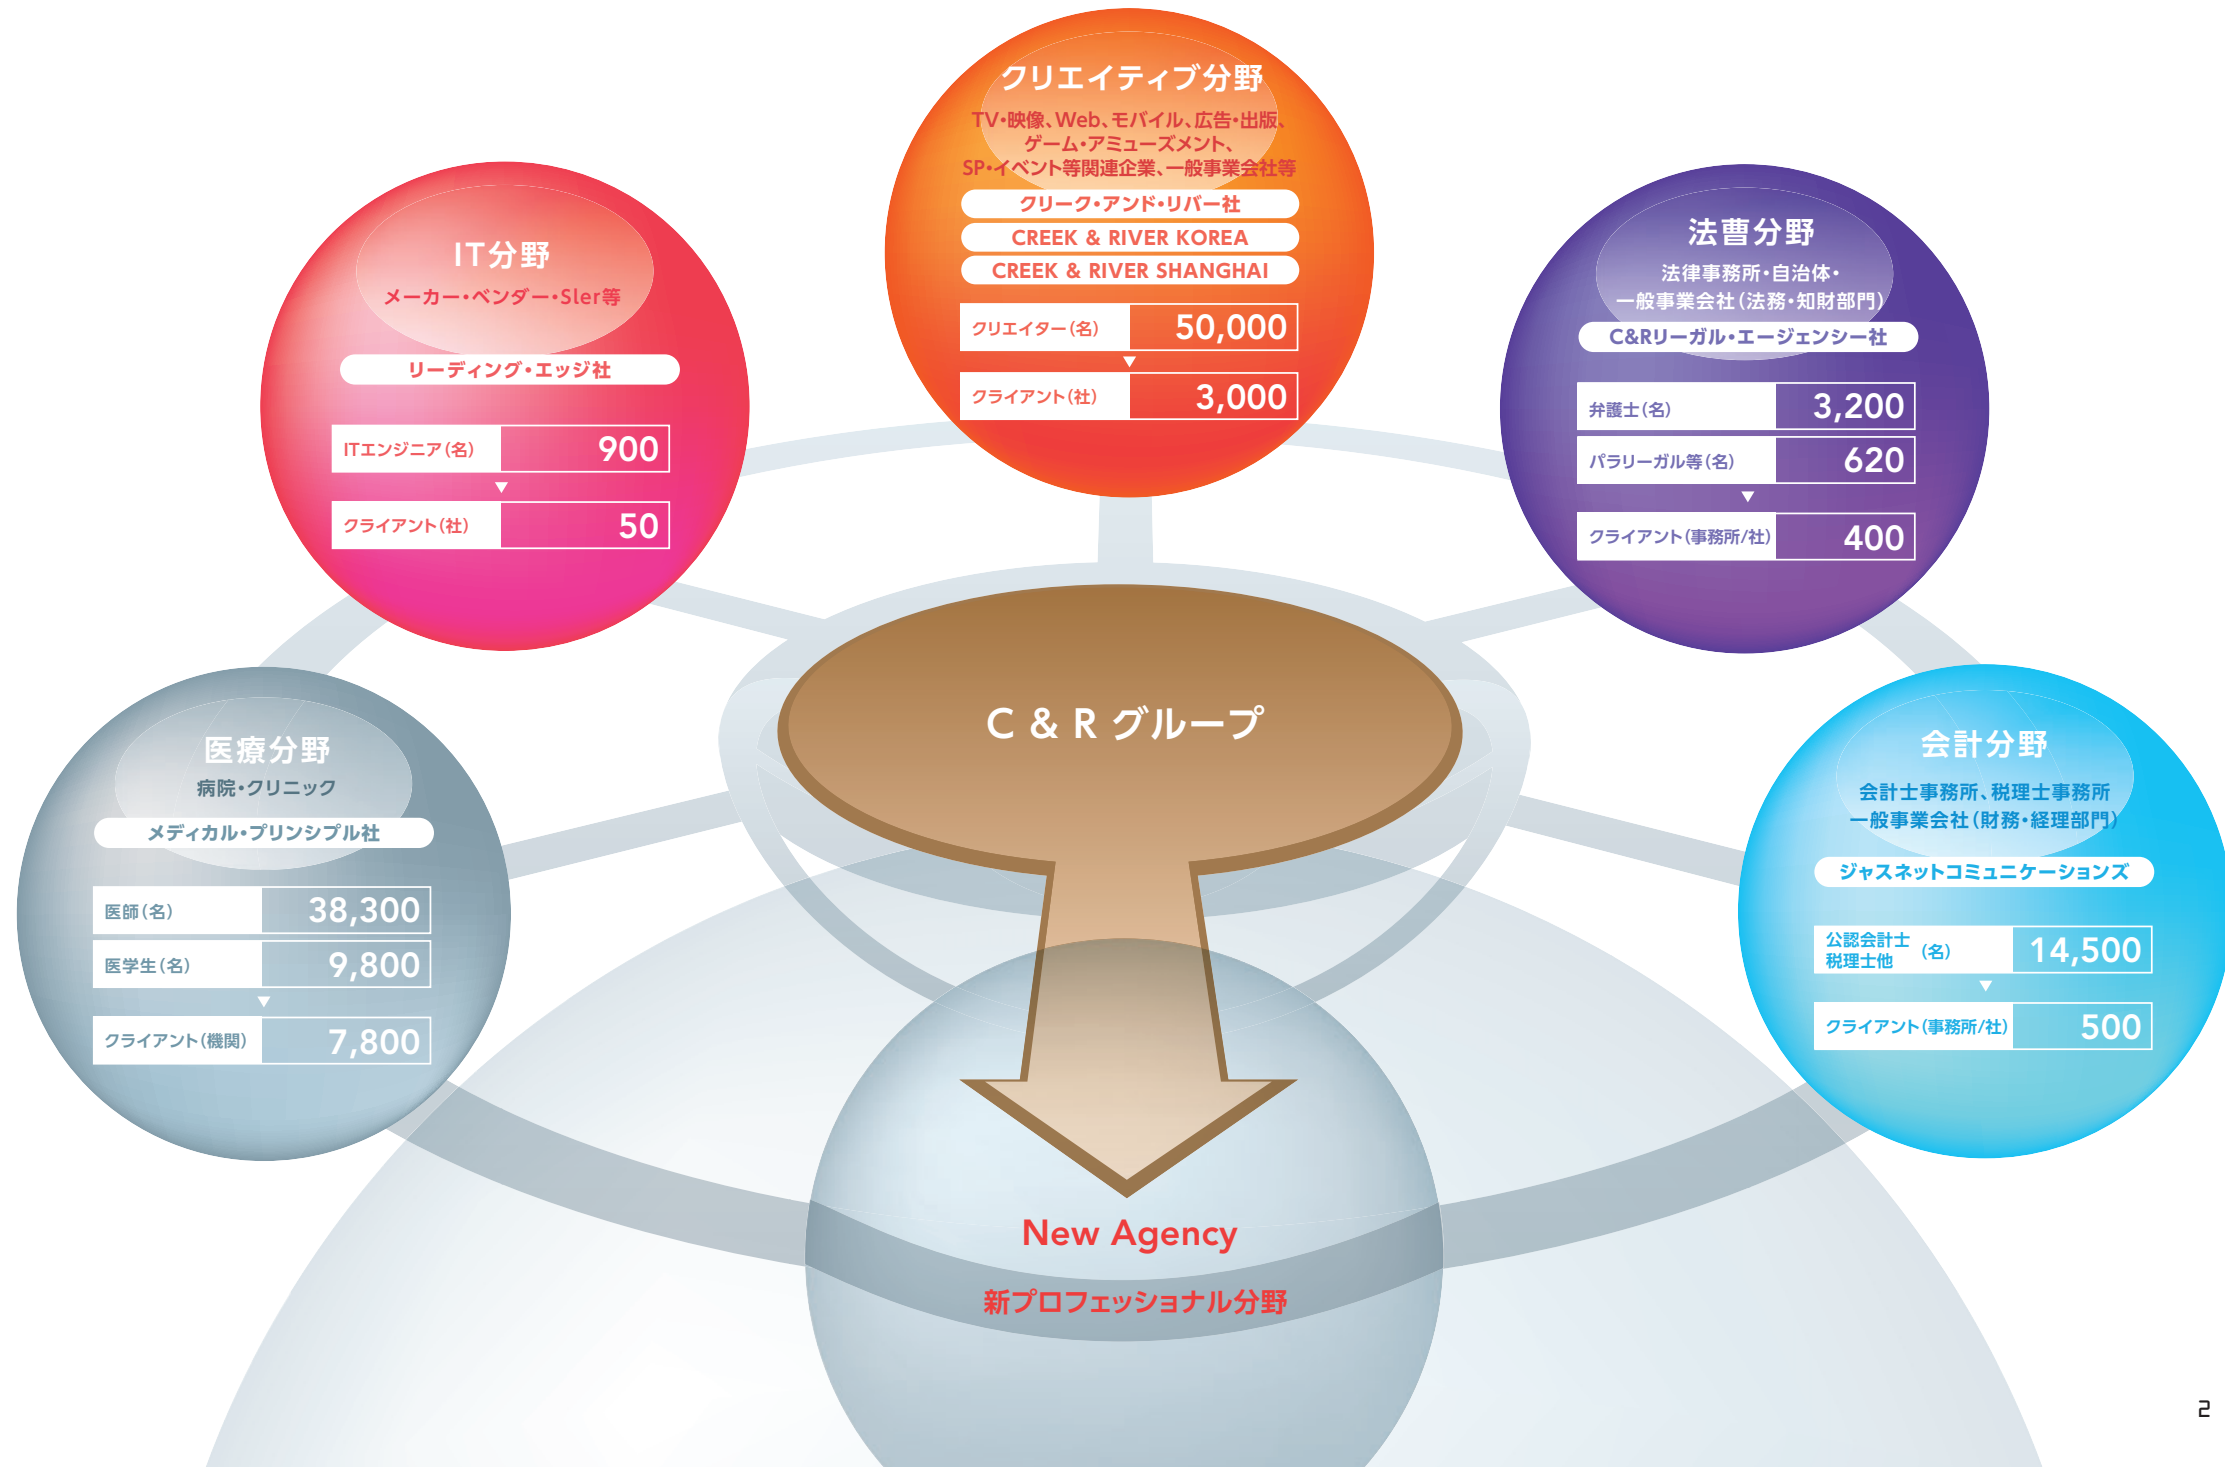 クリエイティブ分野
TV・映像、Web、モバイル、広告・出版、
ゲーム・アミューズメント、
SP・イベント等関連企業、一般事業会社等
クリーク・アンド・リバー社
CREEK & RIVER KOREA
CREEK & RIVER SHANGHAI
クリエイター（名） 50,000
▼
クライアント（社） 3,000
IT分野
メーカー・ベンダー・SIer等
リーディング・エッジ社
ITエンジニア（名） 900
▼
クライアント（社） 50
法曹分野
法律事務所・自治体・
一般事業会社（法務・知財部門）
C&Rリーガル・エージェンシー社
弁護士（名） 3,200
パラリーガル等（名） 620
▼
クライアント（事務所/社） 400
医療分野
病院・クリニック
メディカル・プリンシプル社
医師（名） 38,300
医学生（名） 9,800
▼
クライアント（機関） 7,800
C & R グループ
会計分野
会計士事務所、税理士事務所
一般事業会社（財務・経理部門）
ジャスネットコミュニケーションズ
公認会計士
税理士他 （名） 14,500
▼
クライアント（事務所/社） 500
New Agency
新プロフェッショナル分野
2